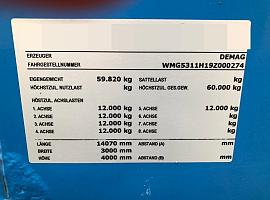 ERZEUGER DEMAG
FAHRGESTELLNUMMER WMG5311H19Z000274
EIGENGEWICHT 59.820 kg SATTELLAST kg
HÖCHSTZUL. NUTZLAST kg HÖCHSTZUL. GES.GEW. 60.000 kg
HÖSTZUL. ACHSLASTEN
1. ACHSE 12.000 kg 5. ACHSE 12.000 kg
2. ACHSE 12.000 kg 6. ACHSE kg
3. ACHSE 12.000 kg 7. ACHSE kg
4. ACHSE 12.000 kg 8. ACHSE kg
LÄNGE 14070 mm ABSTAND (A) mm
BREITE 3000 mm
HÖHE 4000 mm ABSTAND (B) mm